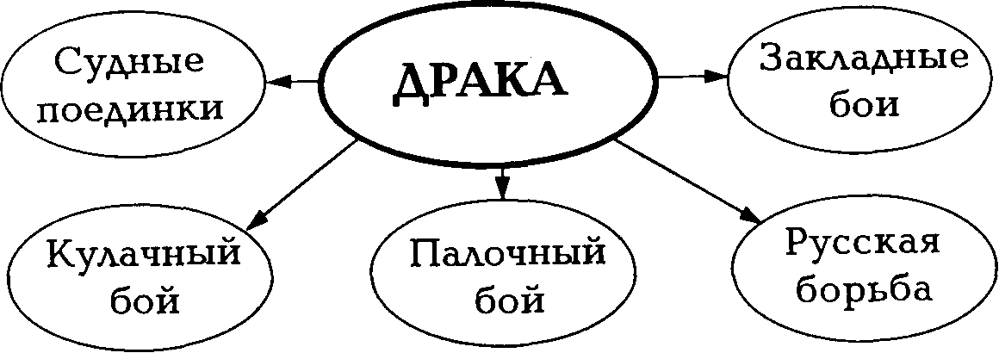 Судные
поединки
ДРАКА
Закладные
бои
Кулачный
бой
Палочный
бой
Русская
борьба